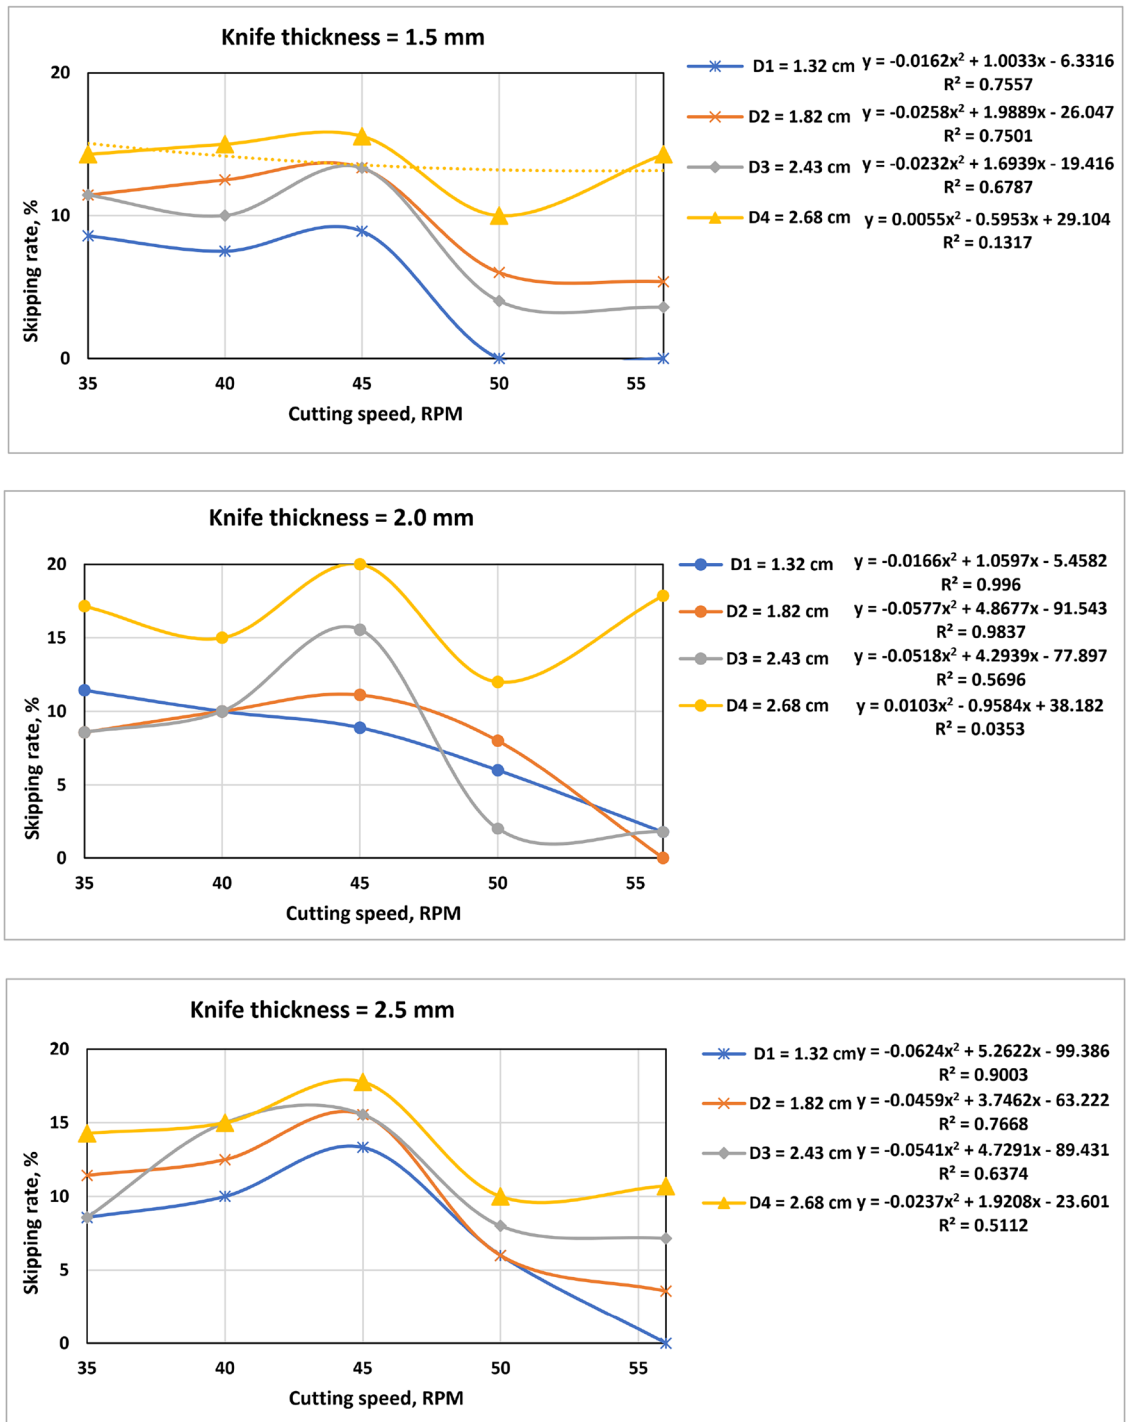 Knife thickness = 1.5 mm
20
10
0
Skipping rate, %
35 40 45 50 55
Cutting speed, RPM
D1 = 1.32 cm y = -0.0162x² + 1.0033x - 6.3316
R² = 0.7557
D2 = 1.82 cm y = -0.0258x² + 1.9889x - 26.047
R² = 0.7501
D3 = 2.43 cm y = -0.0232x² + 1.6939x - 19.416
R² = 0.6787
D4 = 2.68 cm y = 0.0055x² - 0.5953x + 29.104
R² = 0.1317
Knife thickness = 2.0 mm
20
15
10
5
0
Skipping rate, %
35 40 45 50 55
Cutting speed, RPM
D1 = 1.32 cm y = -0.0166x² + 1.0597x - 5.4582
R² = 0.996
D2 = 1.82 cm y = -0.0577x² + 4.8677x - 91.543
R² = 0.9837
D3 = 2.43 cm y = -0.0518x² + 4.2939x - 77.897
R² = 0.5696
D4 = 2.68 cm y = 0.0103x² - 0.9584x + 38.182
R² = 0.0353
Knife thickness = 2.5 mm
20
15
10
5
0
Skipping rate, %
35 40 45 50 55
Cutting speed, RPM
D1 = 1.32 cm y = -0.0624x² + 5.2622x - 99.386
R² = 0.9003
D2 = 1.82 cm y = -0.0459x² + 3.7462x - 63.222
R² = 0.7668
D3 = 2.43 cm y = -0.0541x² + 4.7291x - 89.431
R² = 0.6374
D4 = 2.68 cm y = -0.0237x² + 1.9208x - 23.601
R² = 0.5112